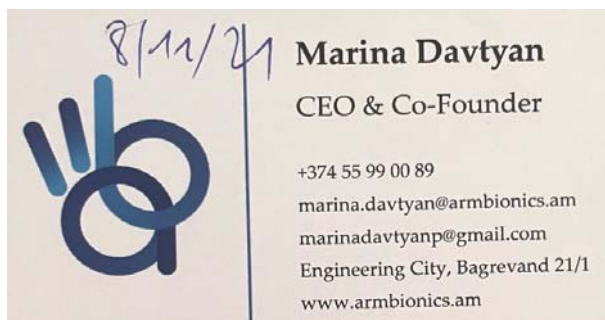 8/11/21
Marina Davtyan
CEO & Co-Founder
+374 55 99 00 89
marina.davtyan@armbionics.am
marinadavtyanp@gmail.com
Engineering City, Bagrevand 21/1
www.armbionics.am